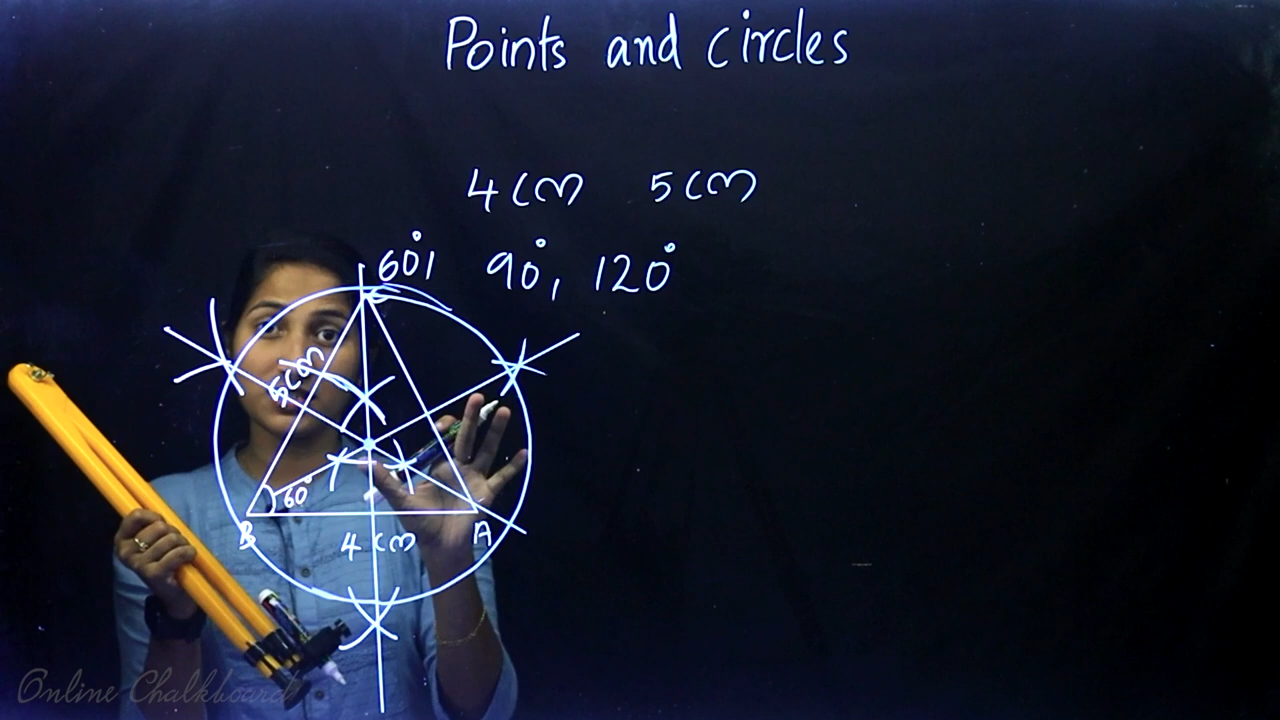 Points and circles
4 cm 5 cm
60°, 90°, 120°
5 cm
60°
B 4 cm A
Online Chalkboard